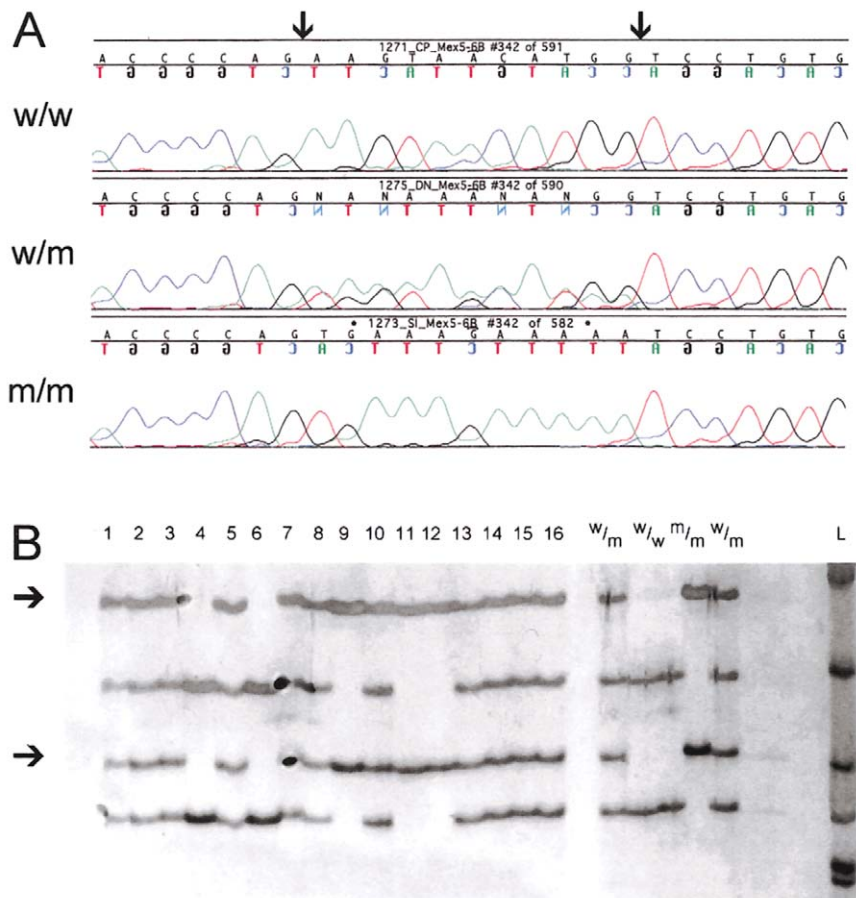 A
1271_CP_Mex5-6B #342 of 591
A C C C C A G A A G T A A C A T G G T C C T G T G
T G G G G T C T T C A T T G T A C C A G G A C A C
w/w
1275_DN_Mex5-6B #342 of 590
A C C C C A G N A N A A A N A N G G T C C T G T G
T G G G G T C N T N T T T N T N C C A G G A C A C
w/m
1273_SI_Mex5-6B #342 of 582
A C C C C A G T G A A A G A A A A A T C C T G T G
T G G G G T C A C T T T C T T T T T A G G A C A C
m/m
B
1 2 3 4 5 6 7 8 9 10 11 12 13 14 15 16 w/m w/w m/m w/m L